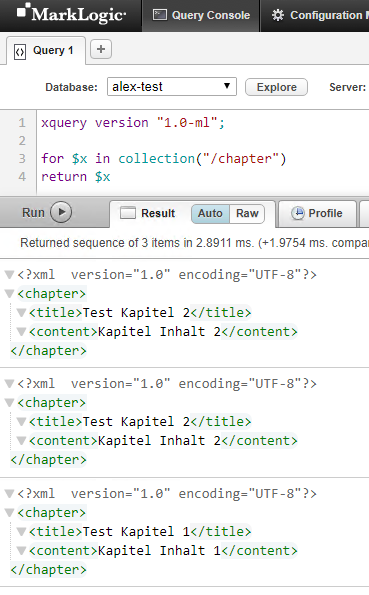 MarkLogic Query Console Configuration M
Query 1 +
Database: alex-test Explore Server:
1 xquery version "1.0-ml";
2
3 for $x in collection("/chapter")
4 return $x
Run Result Auto Raw Profile
Returned sequence of 3 items in 2.8911 ms. (+1.9754 ms. compa
<?xml  version="1.0" encoding="UTF-8"?>
<chapter>
<title>Test Kapitel 2</title>
<content>Kapitel Inhalt 2</content>
</chapter>
<?xml  version="1.0" encoding="UTF-8"?>
<chapter>
<title>Test Kapitel 2</title>
<content>Kapitel Inhalt 2</content>
</chapter>
<?xml  version="1.0" encoding="UTF-8"?>
<chapter>
<title>Test Kapitel 1</title>
<content>Kapitel Inhalt 1</content>
</chapter>